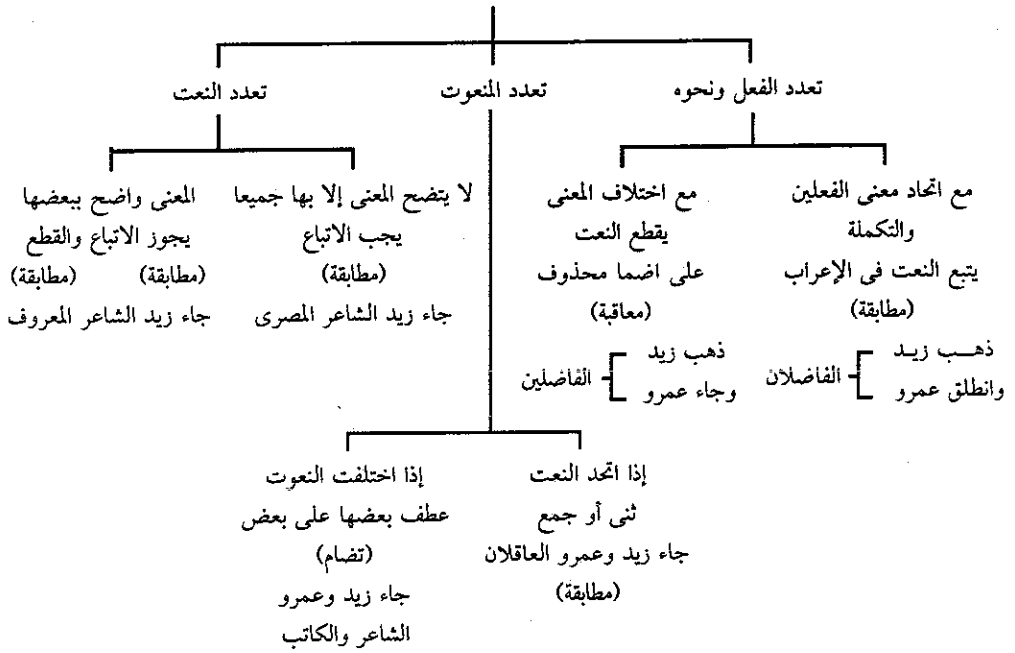 تعدد الفعل ونحوه
تعدد المنعوت
تعدد النعت
مع اتحاد معنى الفعلين
والتكملة
يتبع النعت فى الإعراب
(مطابقة)
ذهب زيد
وانطلق عمرو
الفاضلان
مع اختلاف المعنى
يقطع النعت
على اضما محذوف
(معاقبة)
ذهب زيد
وجاء عمرو
الفاضلين
لا يتضح المعنى إلا بها جميعا
يجب الاتباع
(مطابقة)
جاء زيد الشاعر المصرى
المعنى واضح ببعضها
يجوز الاتباع والقطع
(مطابقة) (مطابقة)
جاء زيد الشاعر المعروف
إذا اتحد النعت
ثنى أو جمع
جاء زيد وعمرو العاقلان
(مطابقة)
إذا اختلفت النعوت
عطف بعضها على بعض
(تضام)
جاء زيد وعمرو
الشاعر والكاتب